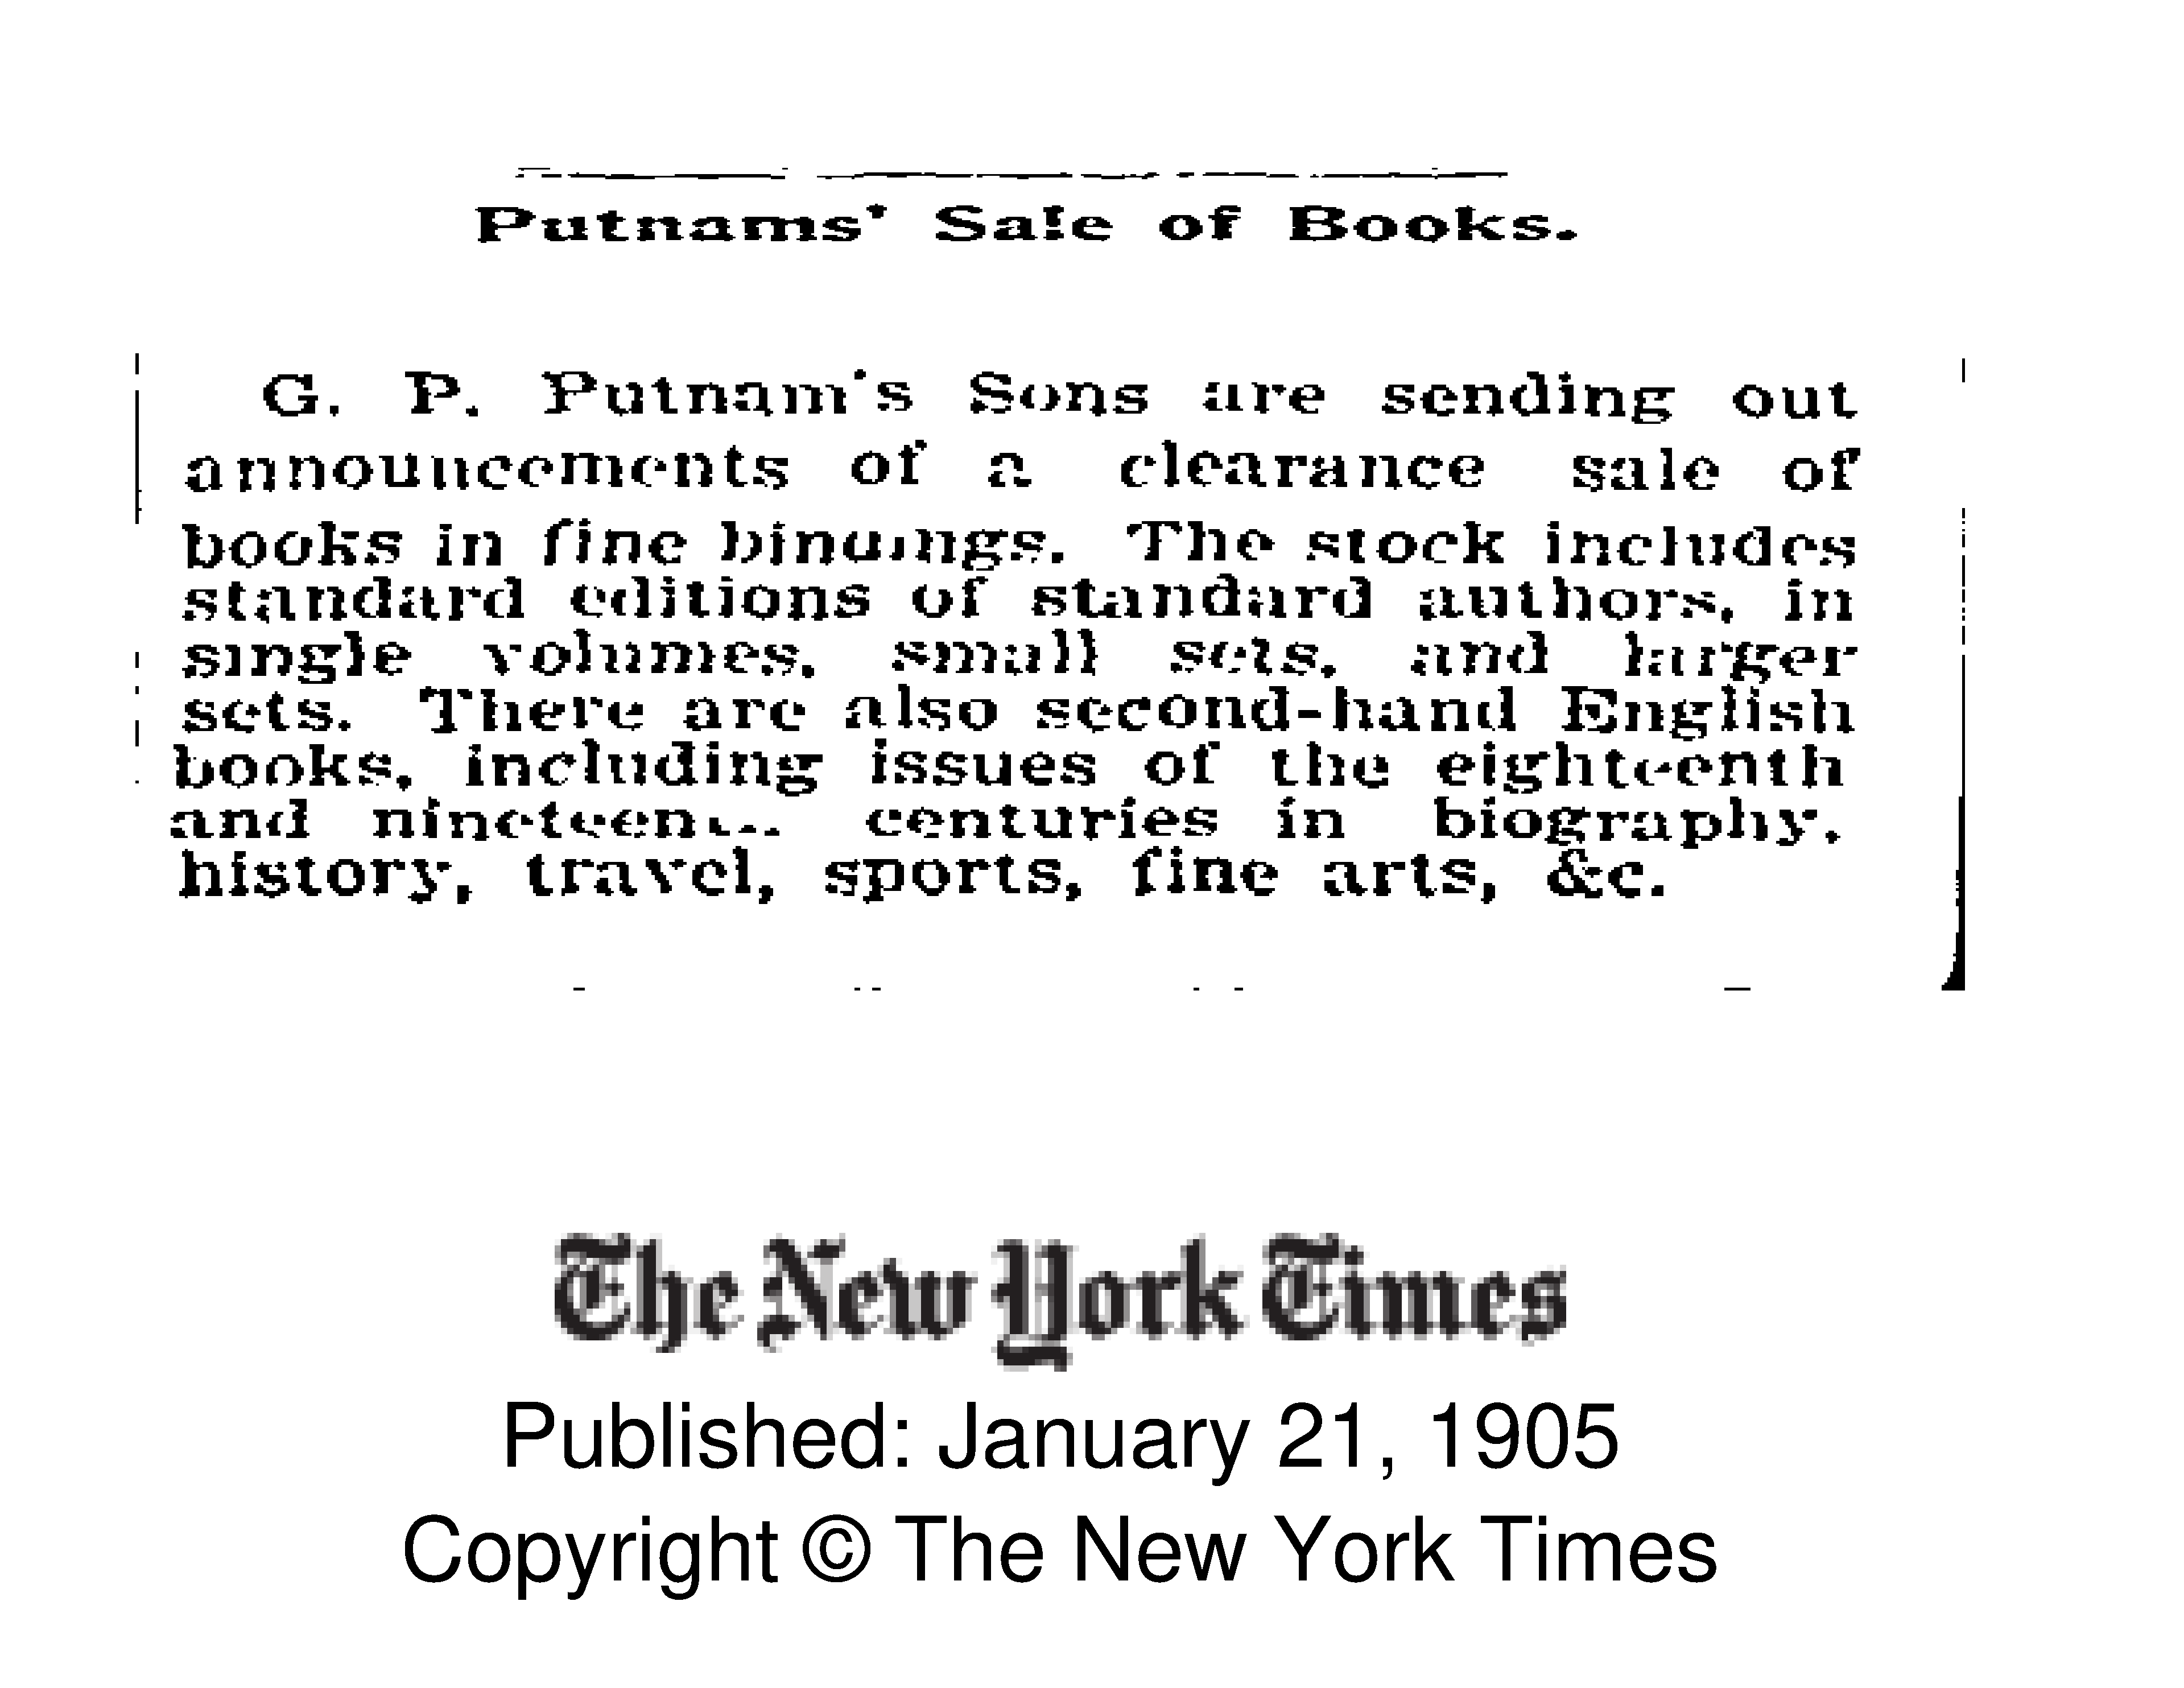 Putnams' Sale of Books.
G. P. Putnam's Sons are sending out
announcements of a clearance sale of
books in fine bindings. The stock includes
standard editions of standard authors, in
single volumes, small sets, and larger
sets. There are also second-hand English
books, including issues of the eighteenth
and nineteenth centuries in biography,
history, travel, sports, fine arts, &c.
The New York Times
Published: January 21, 1905
Copyright © The New York Times